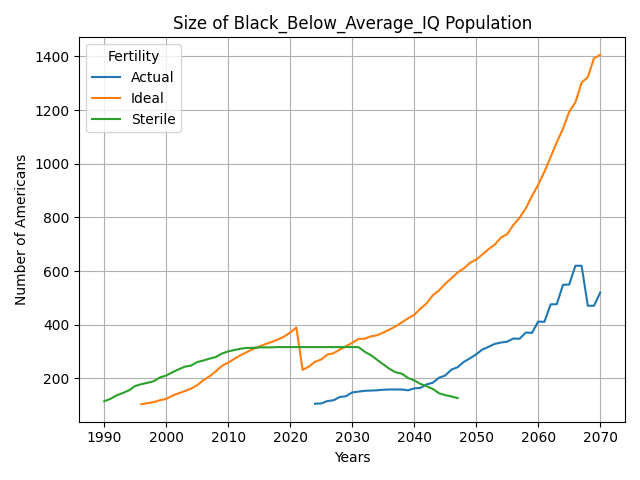 Size of Black_Below_Average_IQ Population
Fertility
Actual
Ideal
Sterile
Number of Americans
1400
1200
1000
800
600
400
200
1990 2000 2010 2020 2030 2040 2050 2060 2070
Years